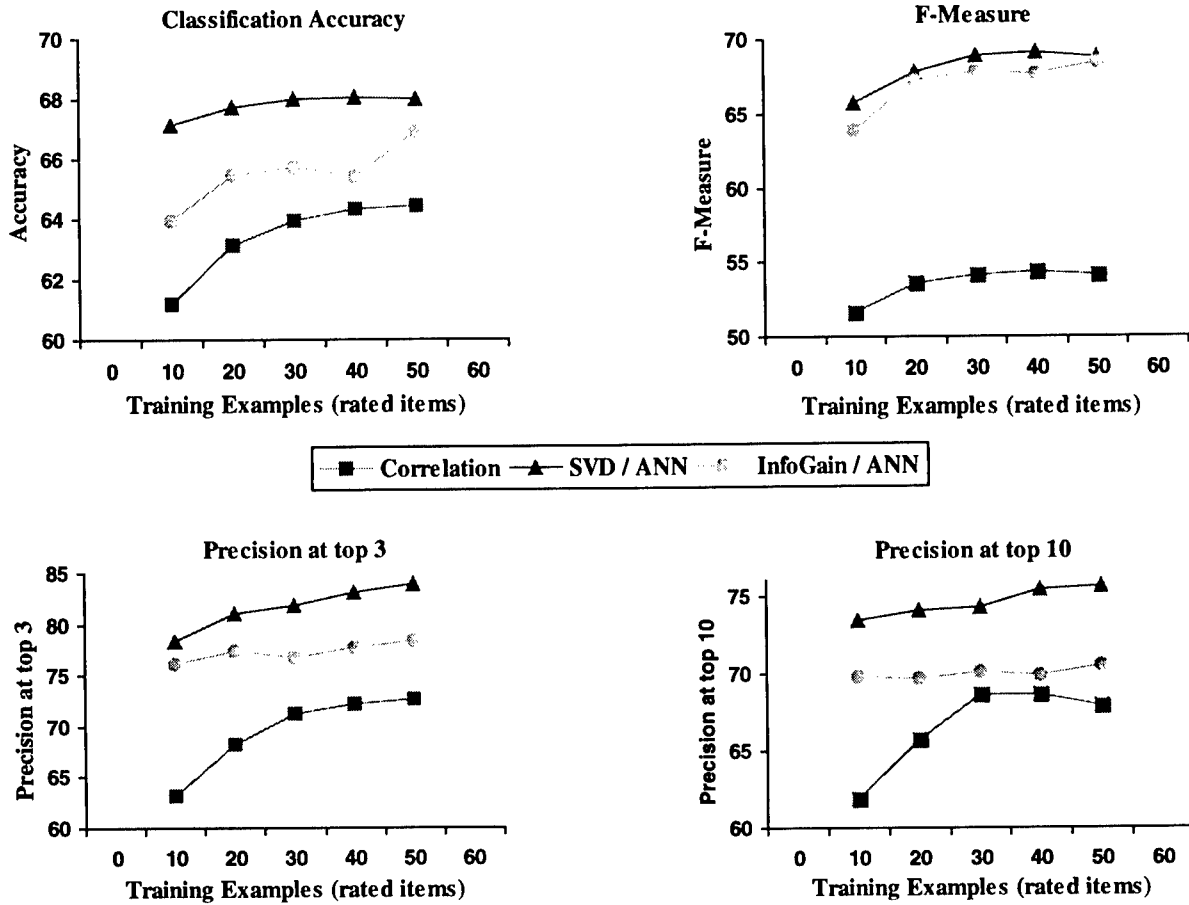 Classification Accuracy
70
68
66
64
62
60
Accuracy
0 10 20 30 40 50 60
Training Examples (rated items)
F-Measure
70
65
60
55
50
F-Measure
0 10 20 30 40 50 60
Training Examples (rated items)
Correlation SVD / ANN InfoGain / ANN
Precision at top 3
85
80
75
70
65
60
Precision at top 3
0 10 20 30 40 50 60
Training Examples (rated items)
Precision at top 10
75
70
65
60
Precision at top 10
0 10 20 30 40 50 60
Training Examples (rated items)